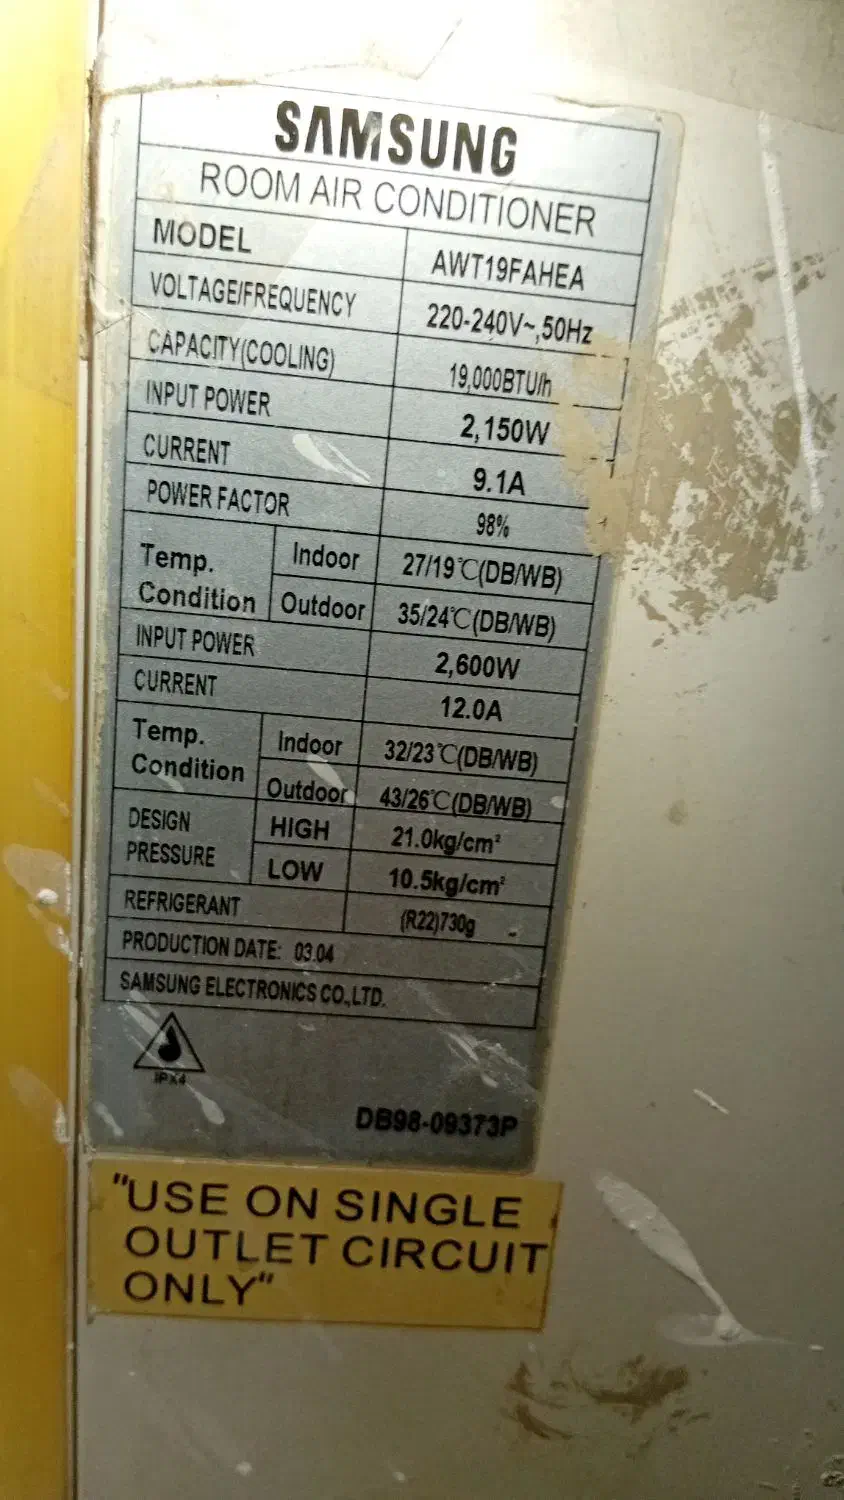 SAMSUNG
ROOM AIR CONDITIONER
MODEL AWT19FAHEA
VOLTAGE/FREQUENCY 220-240V~,50Hz
CAPACITY(COOLING) 19,000BTU/h
INPUT POWER 2,150W
CURRENT 9.1A
POWER FACTOR 98%
Temp. Condition Indoor 27/19℃(DB/WB)
Outdoor 35/24℃(DB/WB)
INPUT POWER 2,600W
CURRENT 12.0A
Temp. Condition Indoor 32/23℃(DB/WB)
Outdoor 43/26℃(DB/WB)
DESIGN PRESSURE HIGH 21.0kg/cm²
LOW 10.5kg/cm²
REFRIGERANT (R22)730g
PRODUCTION DATE: 03.04
SAMSUNG ELECTRONICS CO.,LTD.
IPX4
DB98-09373P
"USE ON SINGLE
OUTLET CIRCUIT
ONLY"